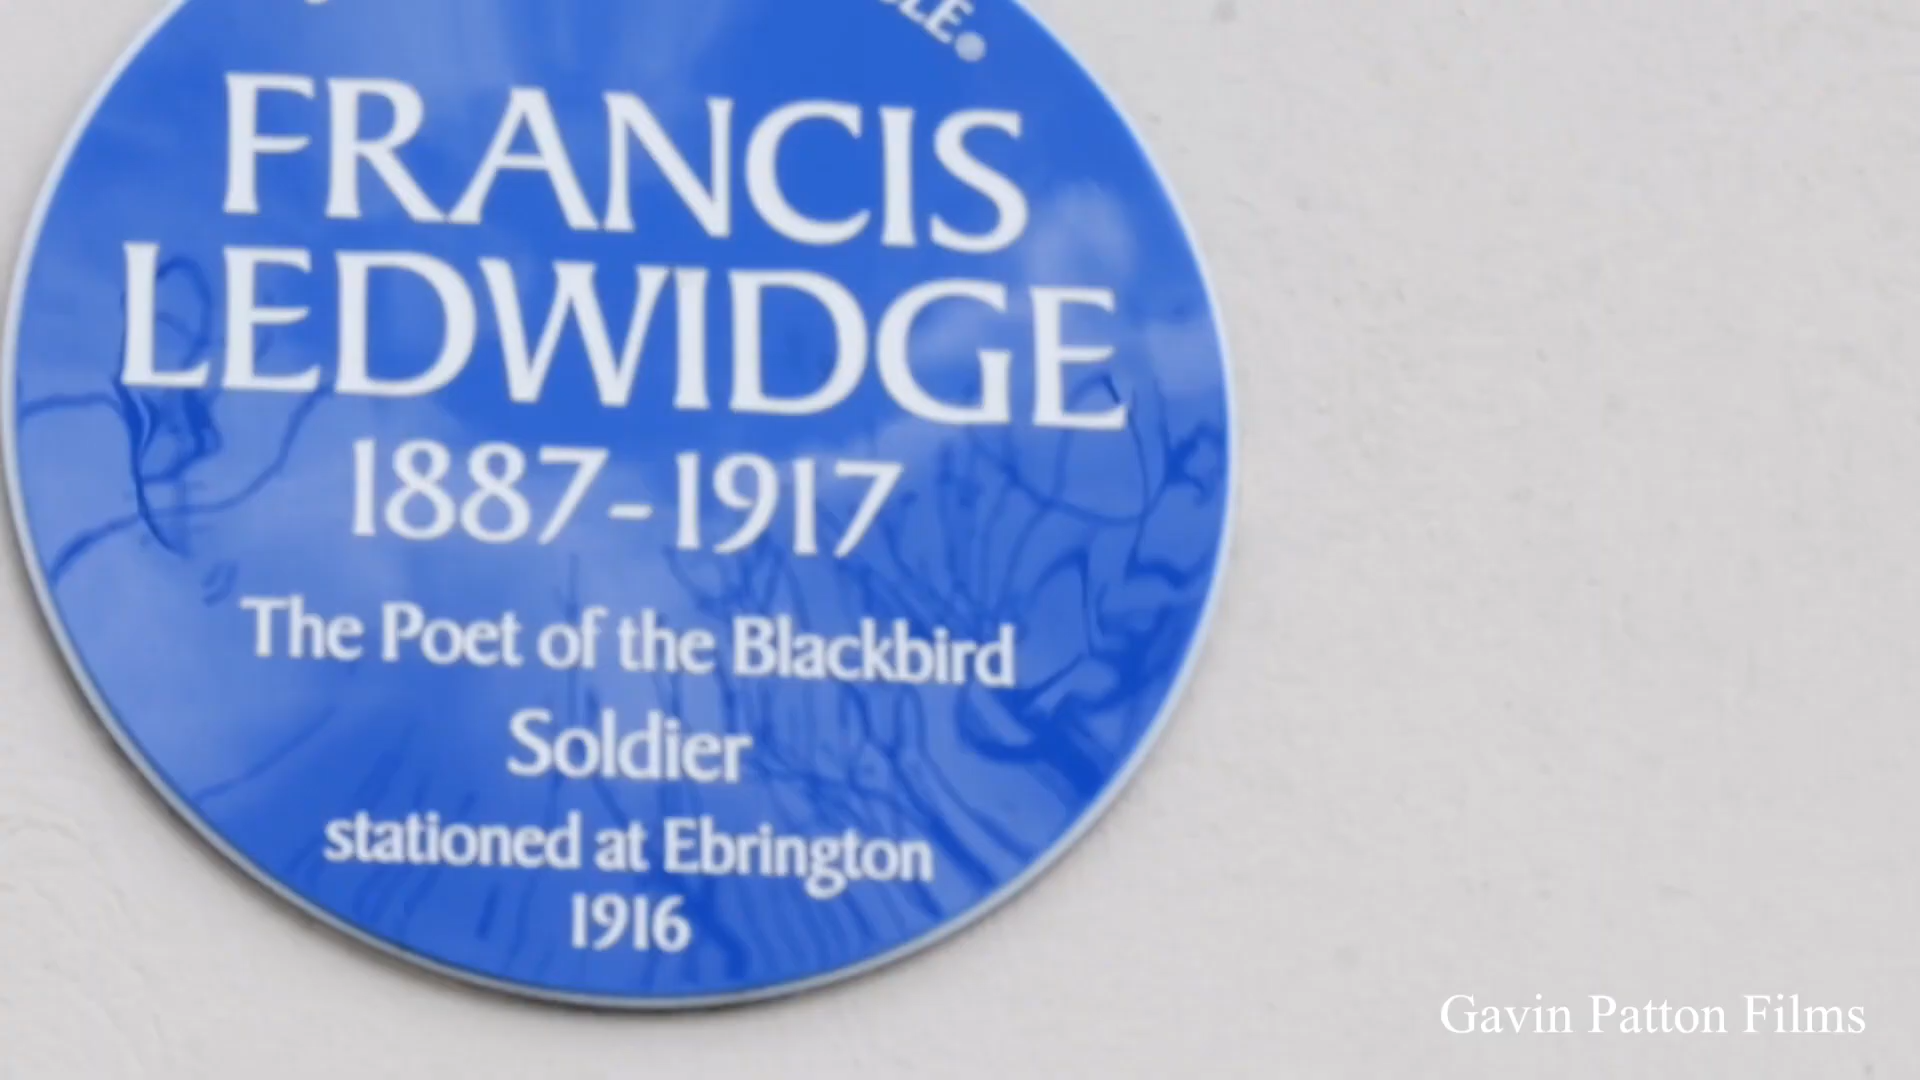 FRANCIS
LEDWIDGE
1887-1917
The Poet of the Blackbird
Soldier
stationed at Ebrington
1916
Gavin Patton Films